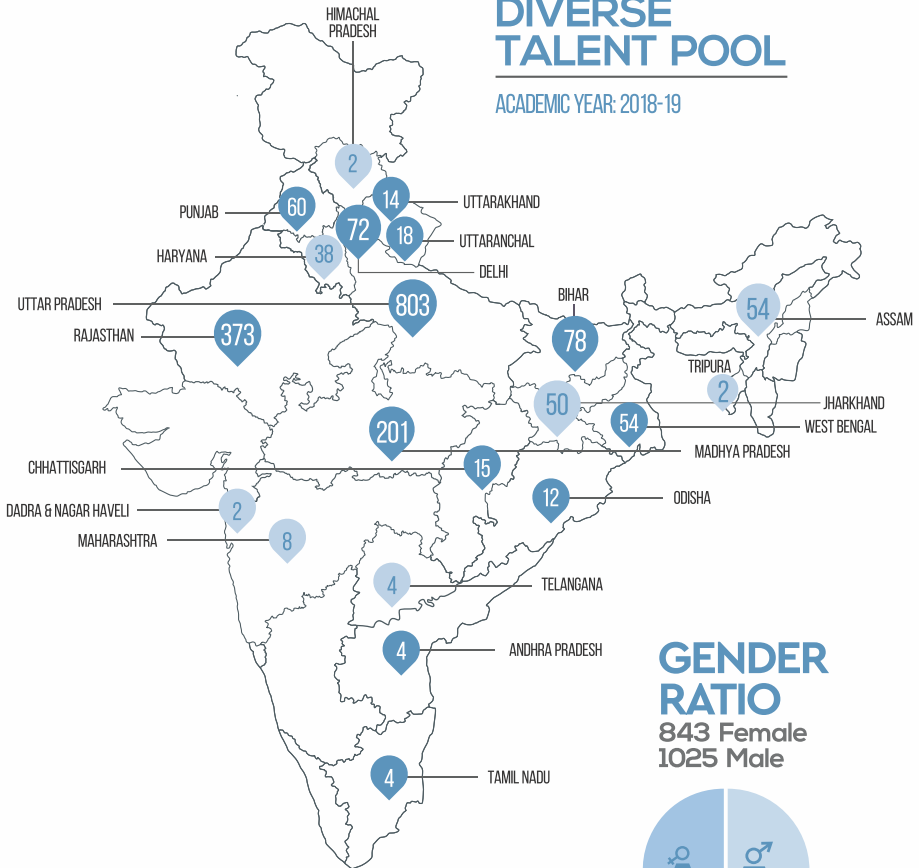 DIVERSE
TALENT POOL
ACADEMIC YEAR: 2018-19
HIMACHAL
PRADESH
2
14
UTTARAKHAND
PUNJAB
60
72
18
UTTARANCHAL
HARYANA
38
DELHI
UTTAR PRADESH
803
BIHAR
78
54
ASSAM
RAJASTHAN
373
TRIPURA
2
50
JHARKHAND
54
WEST BENGAL
201
MADHYA PRADESH
CHHATTISGARH
15
DADRA & NAGAR HAVELI
2
12
ODISHA
MAHARASHTRA
8
4
TELANGANA
4
ANDHRA PRADESH
4
TAMIL NADU
GENDER
RATIO
843 Female
1025 Male